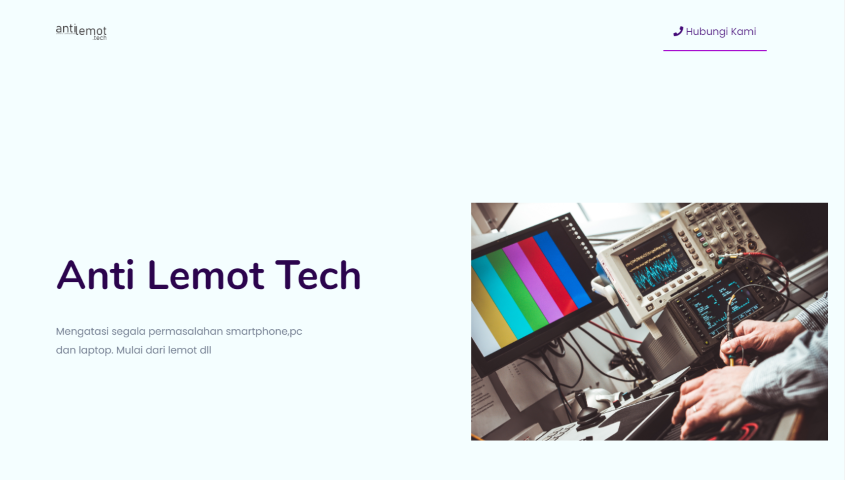 antilemot
tech
Hubungi Kami
Anti Lemot Tech
Mengatasi segala permasalahan smartphone,pc
dan laptop. Mulai dari lemot dll